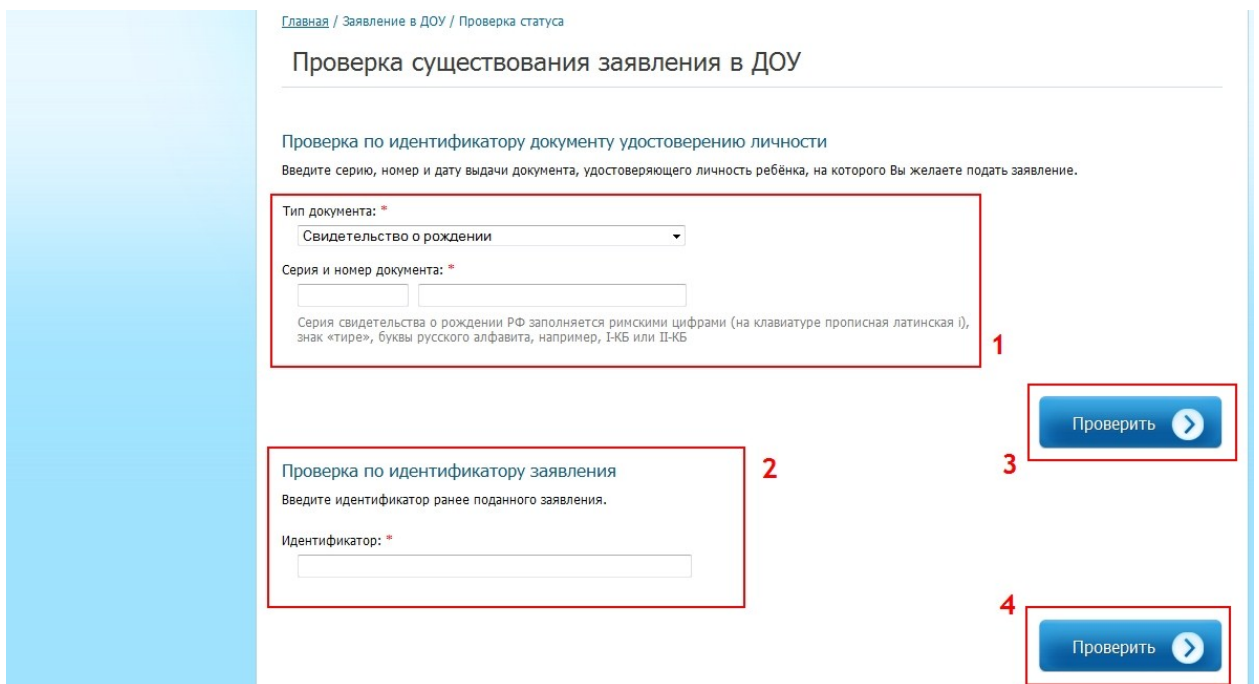 Главная / Заявление в ДОУ / Проверка статуса
Проверка существования заявления в ДОУ
Проверка по идентификатору документу удостоверению личности
Введите серию, номер и дату выдачи документа, удостоверяющего личность ребёнка, на которого Вы желаете подать заявление.
Тип документа: *
Свидетельство о рождении
Серия и номер документа: *
Серия свидетельства о рождении РФ заполняется римскими цифрами (на клавиатуре прописная латинская i),
знак «тире», буквы русского алфавита, например, I-КБ или II-КБ
1
Проверить
3
Проверка по идентификатору заявления
2
Введите идентификатор ранее поданного заявления.
Идентификатор: *
4
Проверить